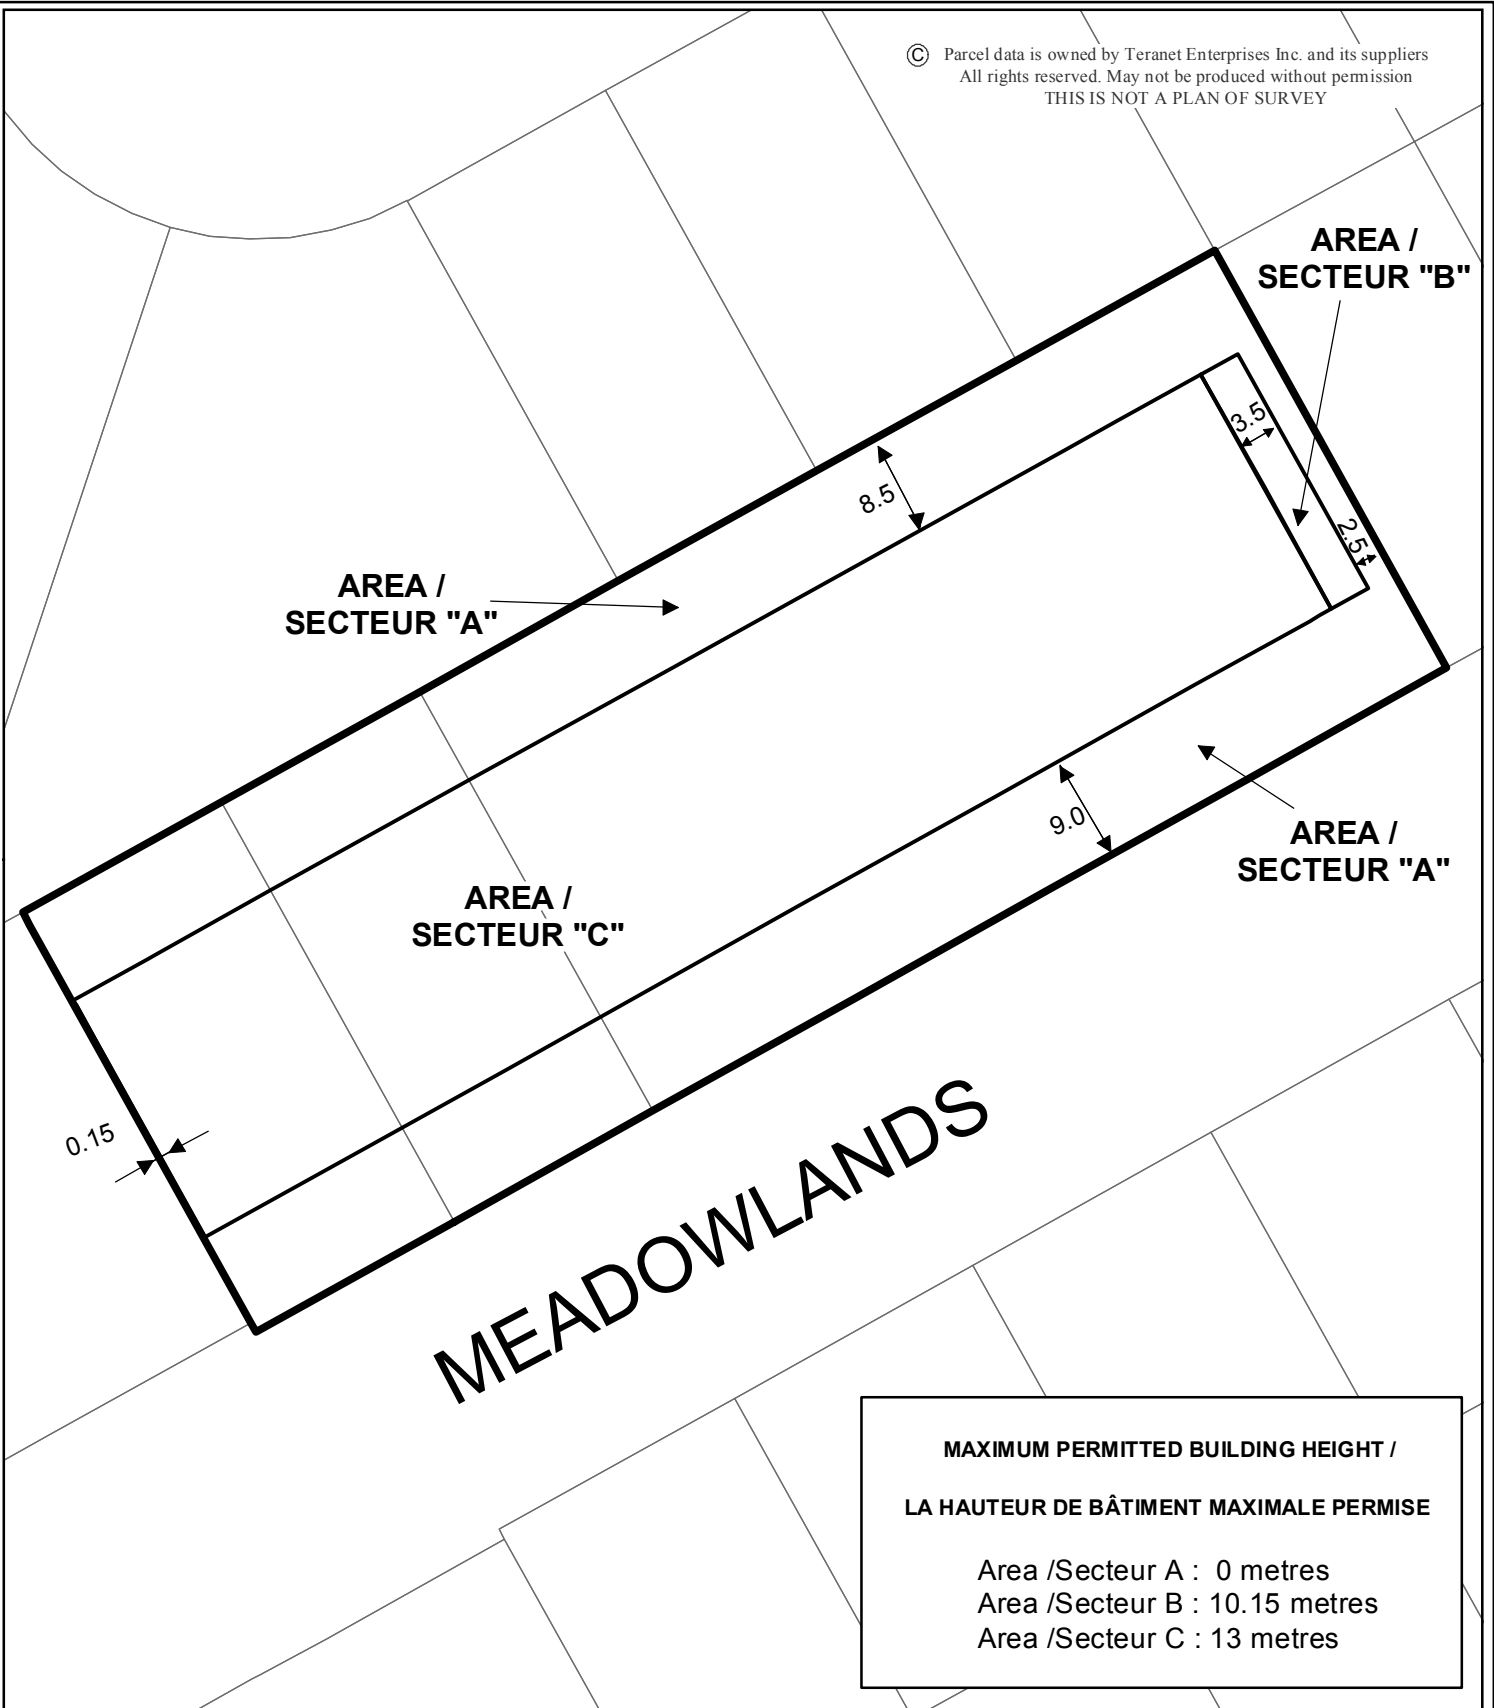 © Parcel data is owned by Teranet Enterprises Inc. and its suppliers
All rights reserved. May not be produced without permission
THIS IS NOT A PLAN OF SURVEY
AREA /
SECTEUR "B"
3.5
8.5
2.5
AREA /
SECTEUR "A"
9.0
AREA /
SECTEUR "A"
AREA /
SECTEUR "C"
0.15
MEADOWLANDS
MAXIMUM PERMITTED BUILDING HEIGHT /
LA HAUTEUR DE BÂTIMENT MAXIMALE PERMISE
Area /Secteur A : 0 metres
Area /Secteur B : 10.15 metres
Area /Secteur C : 13 metres